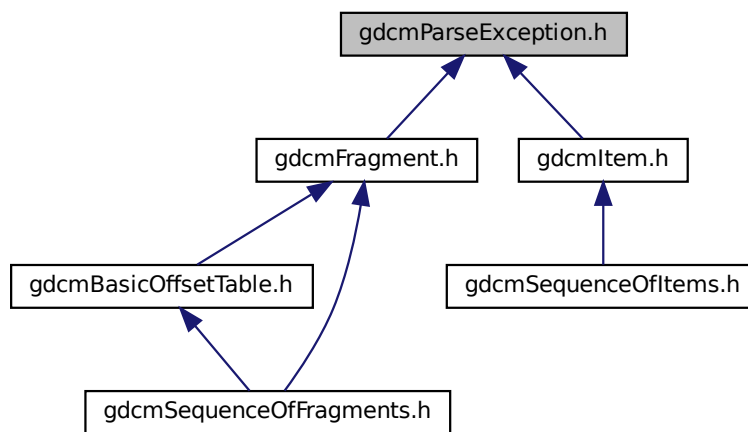 gdcmParseException.h
gdcmFragment.h
gdcmItem.h
gdcmBasicOffsetTable.h
gdcmSequenceOfItems.h
gdcmSequenceOfFragments.h